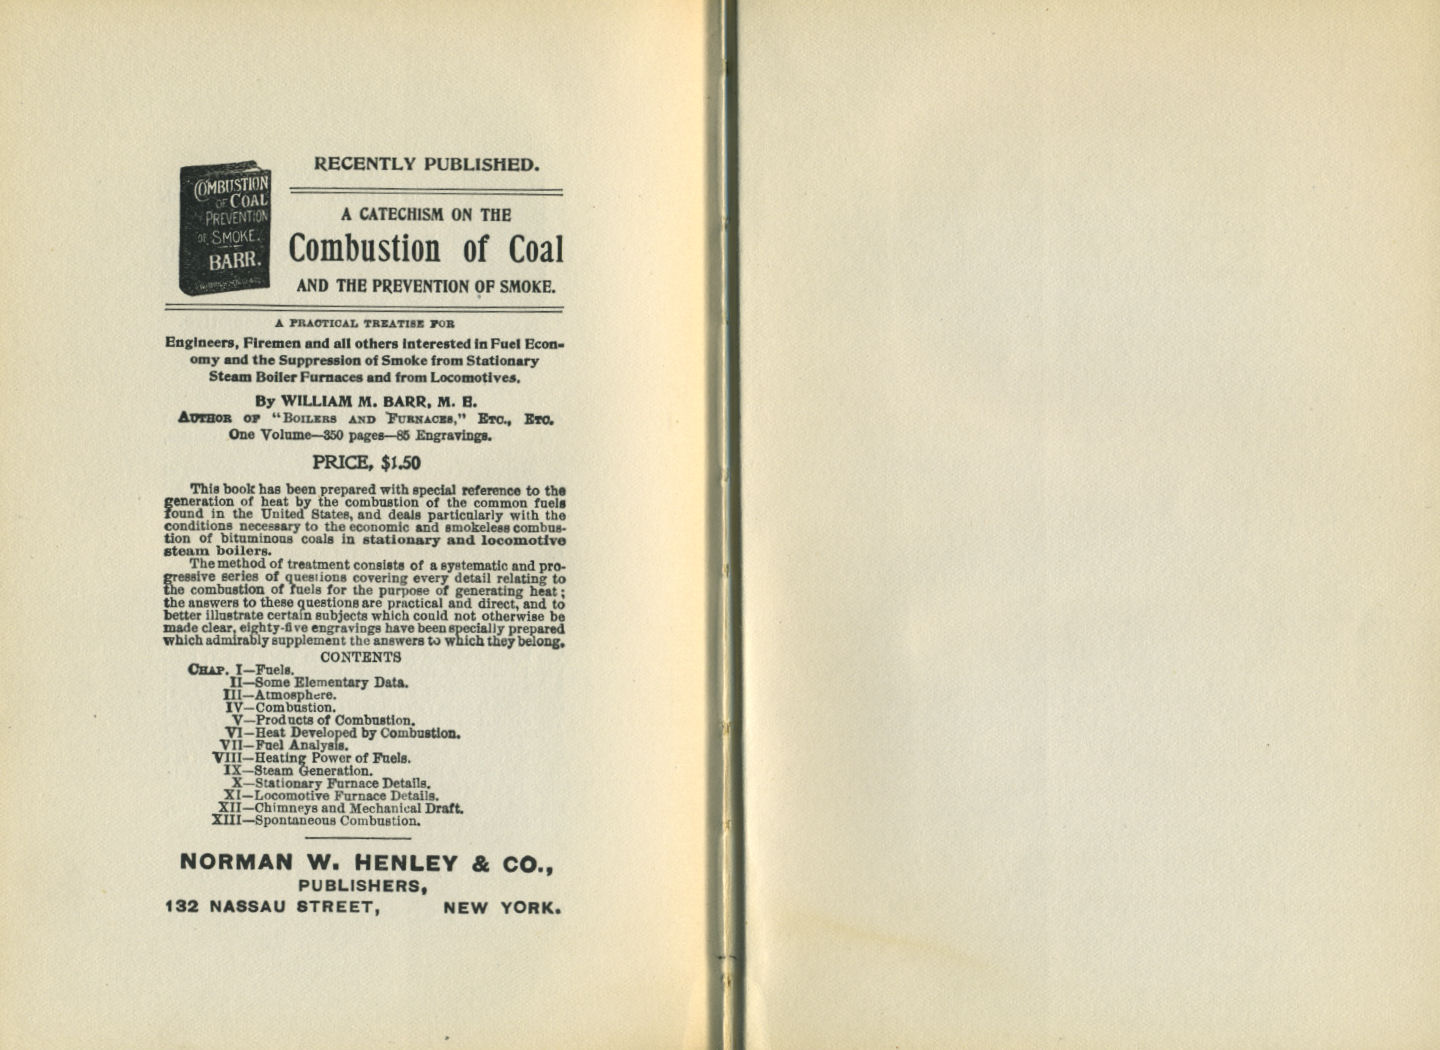 COMBUSTION
OF COAL
PREVENTION
OF SMOKE.
BARR.
RECENTLY PUBLISHED.
A CATECHISM ON THE
Combustion of Coal
AND THE PREVENTION OF SMOKE.
A PRACTICAL TREATISE FOR
Engineers, Firemen and all others interested in Fuel Econ-
omy and the Suppression of Smoke from Stationary
Steam Boiler Furnaces and from Locomotives.
By WILLIAM M. BARR, M. E.
AUTHOR OF "BOILERS AND FURNACES," ETC., ETC.
One Volume—350 pages—85 Engravings.
PRICE, $1.50
This book has been prepared with special reference to the
generation of heat by the combustion of the common fuels
found in the United States, and deals particularly with the
conditions necessary to the economic and smokeless combus-
tion of bituminous coals in stationary and locomotive
steam boilers.
The method of treatment consists of a systematic and pro-
gressive series of questions covering every detail relating to
the combustion of fuels for the purpose of generating heat;
the answers to these questions are practical and direct, and to
better illustrate certain subjects which could not otherwise be
made clear, eighty-five engravings have been specially prepared
which admirably supplement the answers to which they belong.
CONTENTS
CHAP. I—Fuels.
II—Some Elementary Data.
III—Atmosphere.
IV—Combustion.
V—Products of Combustion.
VI—Heat Developed by Combustion.
VII—Fuel Analysis.
VIII—Heating Power of Fuels.
IX—Steam Generation.
X—Stationary Furnace Details.
XI—Locomotive Furnace Details.
XII—Chimneys and Mechanical Draft.
XIII—Spontaneous Combustion.
NORMAN W. HENLEY & CO.,
PUBLISHERS,
132 NASSAU STREET, NEW YORK.